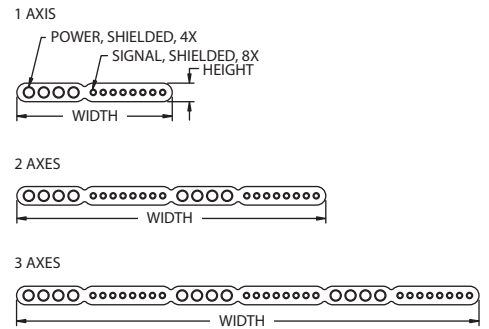 1 AXIS
POWER, SHIELDED, 4X
SIGNAL, SHIELDED, 8X
HEIGHT
WIDTH
2 AXES
WIDTH
3 AXES
WIDTH